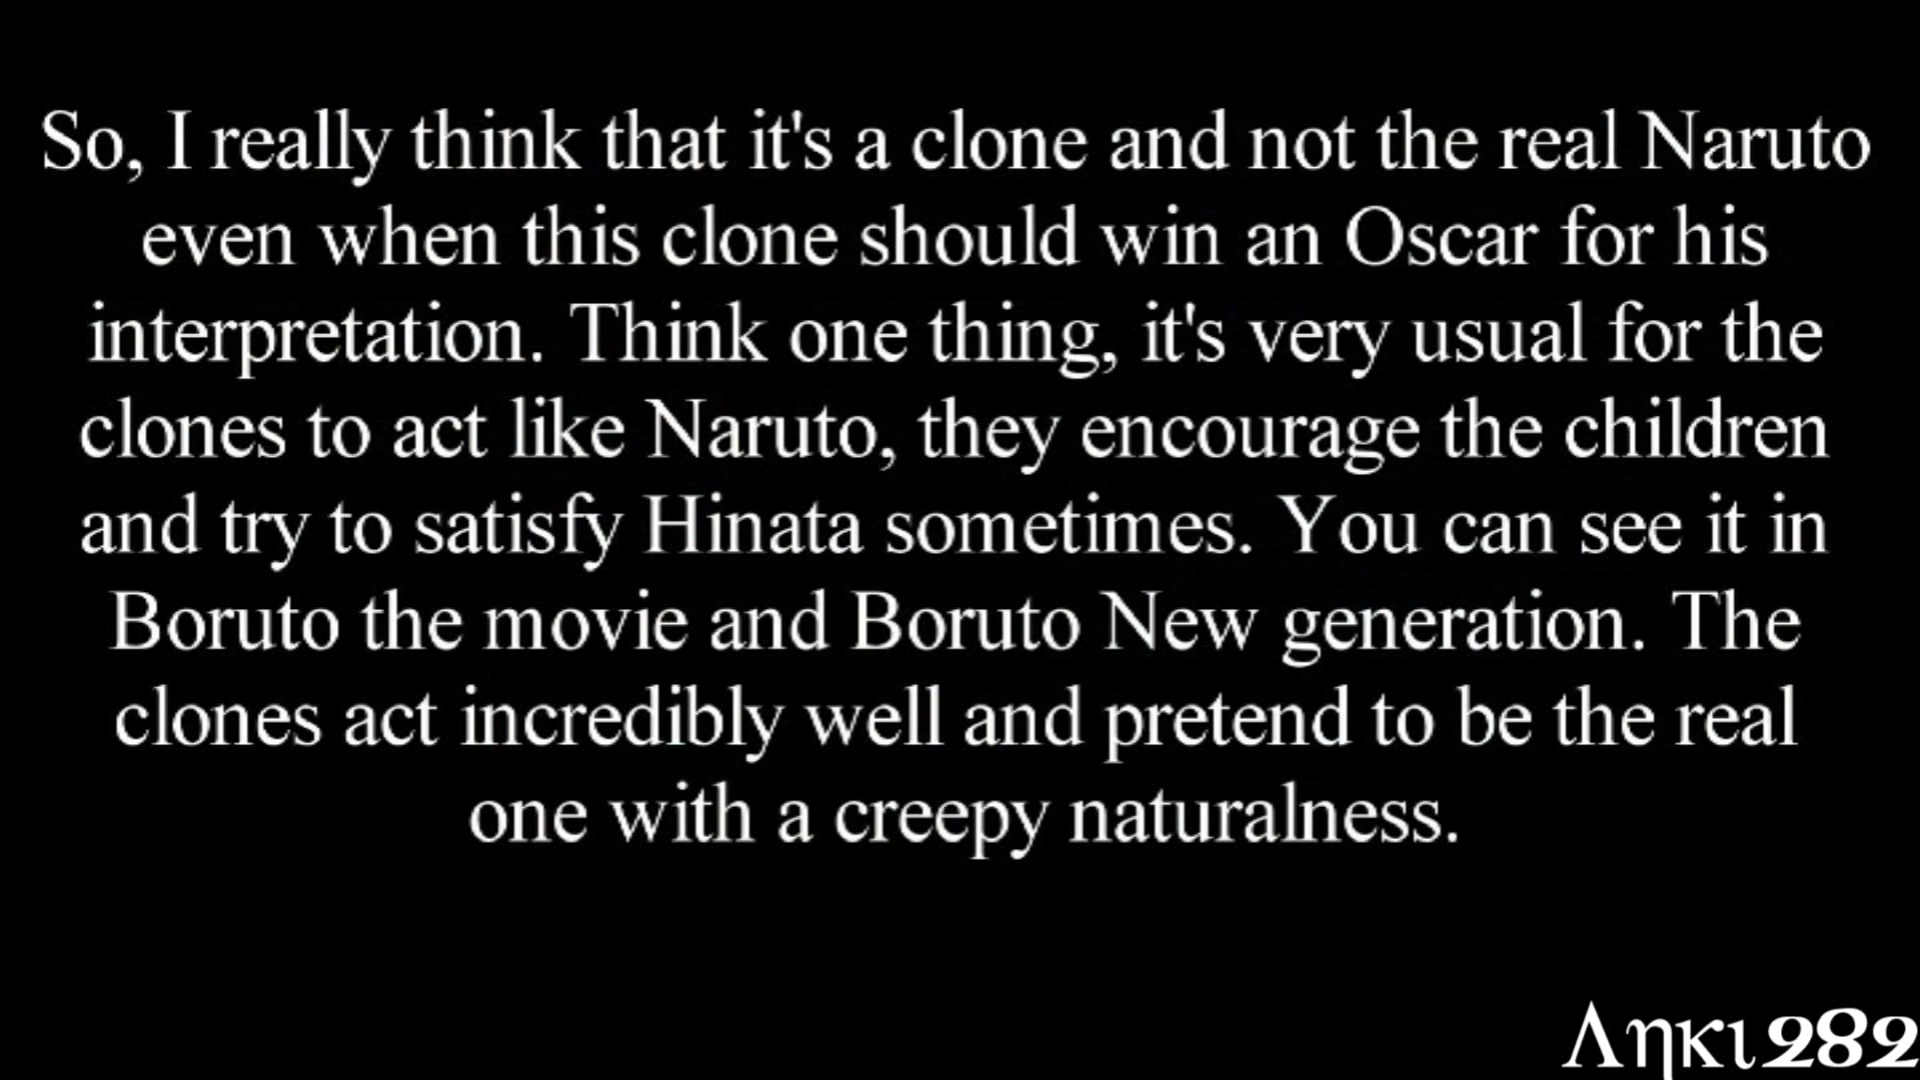 So, I really think that it's a clone and not the real Naruto
even when this clone should win an Oscar for his
interpretation. Think one thing, it's very usual for the
clones to act like Naruto, they encourage the children
and try to satisfy Hinata sometimes. You can see it in
Boruto the movie and Boruto New generation. The
clones act incredibly well and pretend to be the real
one with a creepy naturalness.
Ληκι282